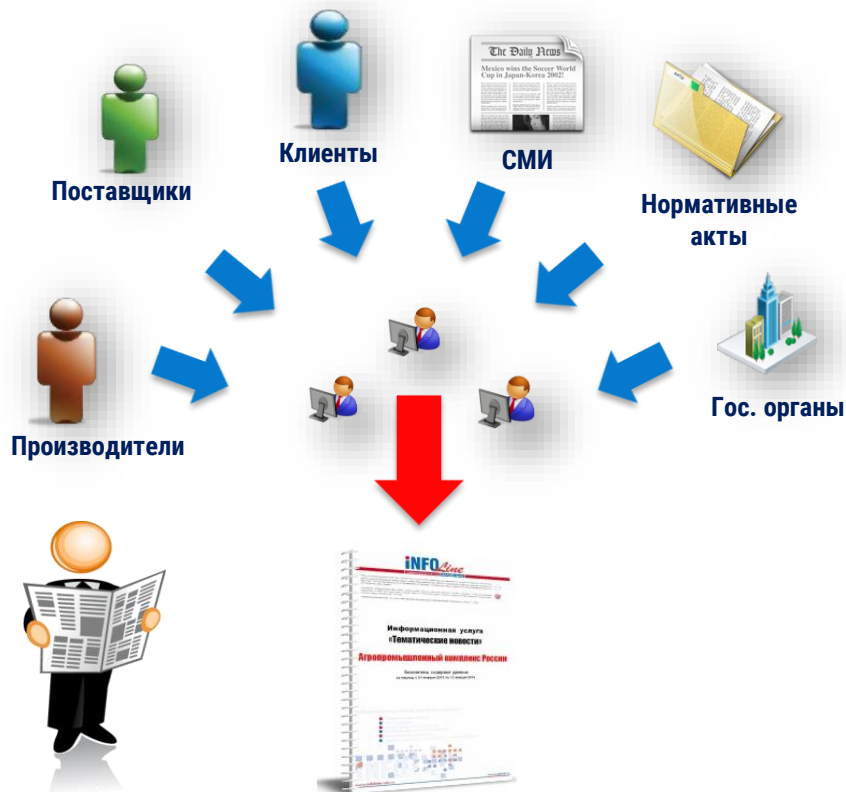 The Daily News
Mexico wins the Soccer World
Cup in Japan-Korea 2002!
Клиенты
СМИ
Поставщики
Нормативные
акты
Гос. органы
Производители
iNFOLine
Информационная услуга
«Тематические новости»
Агропромышленный комплекс России